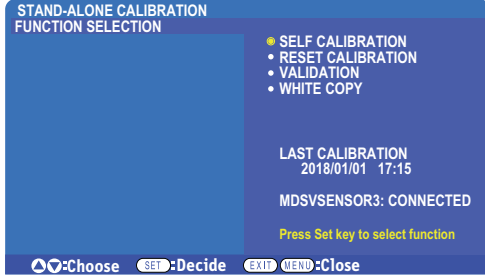 STAND-ALONE CALIBRATION
FUNCTION SELECTION
SELF CALIBRATION
RESET CALIBRATION
VALIDATION
WHITE COPY
LAST CALIBRATION
2018/01/01 17:15
MDSVSENSOR3: CONNECTED
Press Set key to select function
:Choose SET:Decide EXIT MENU:Close